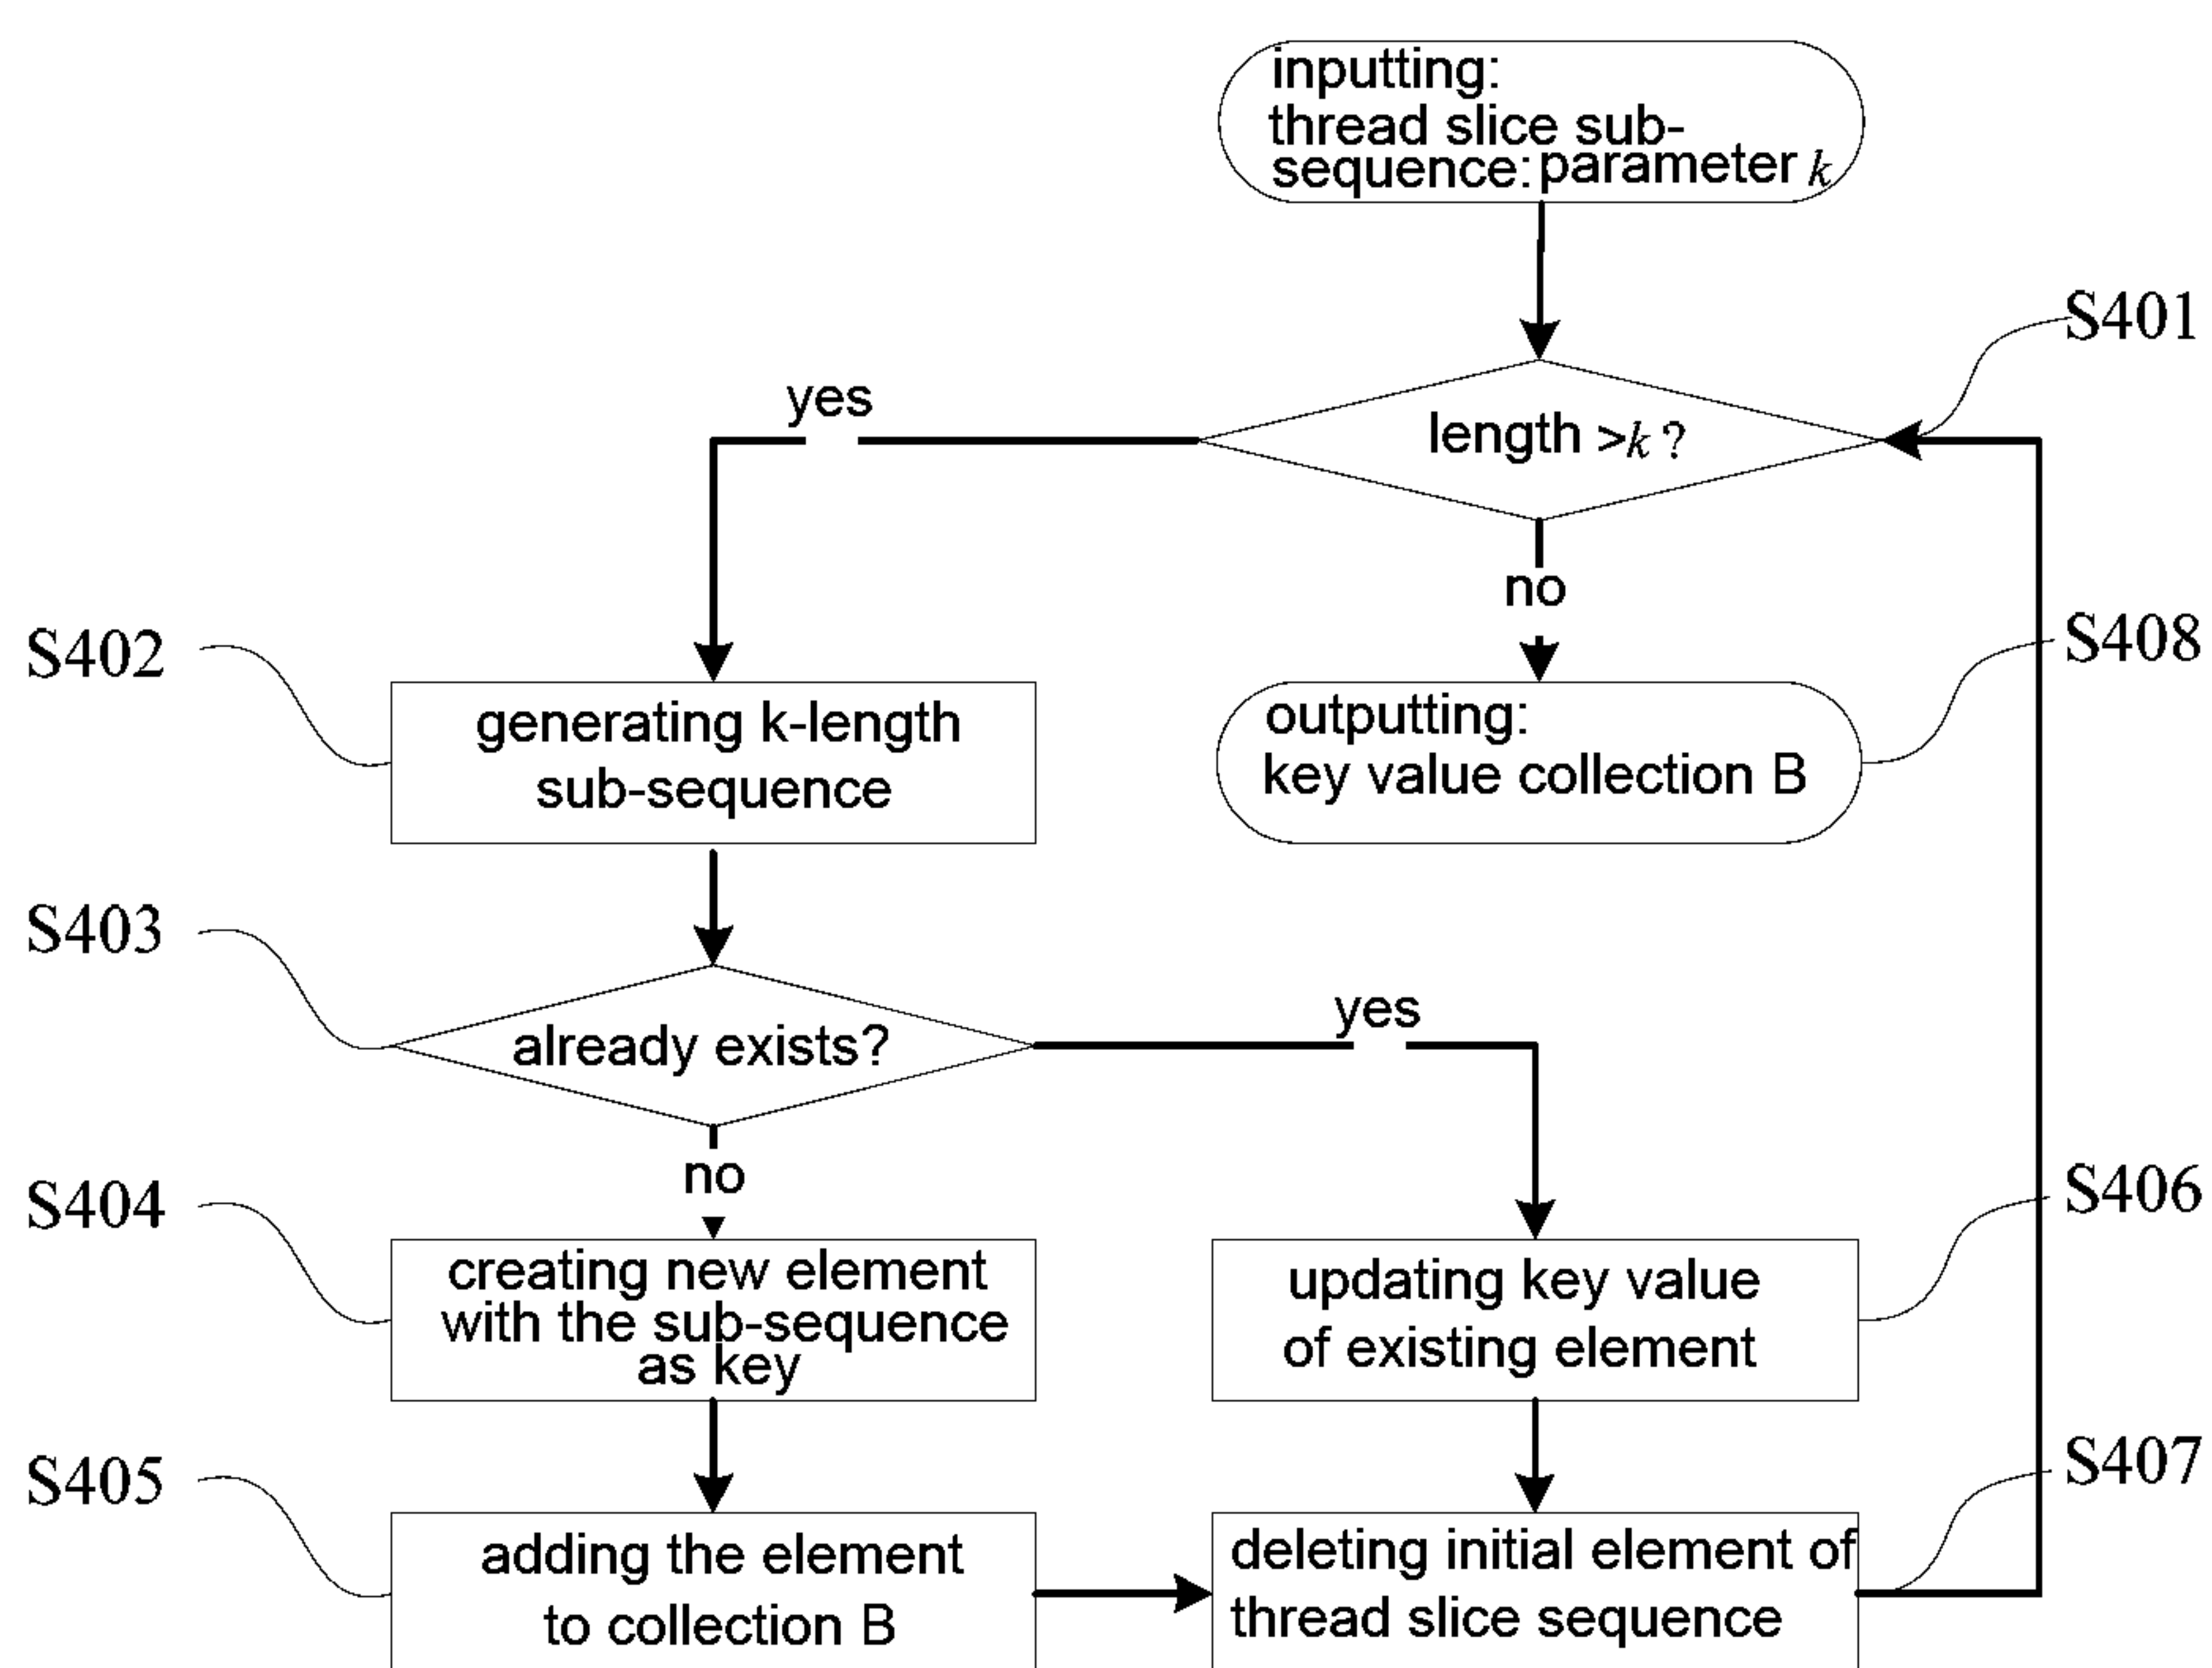 inputting:
thread slice sub-
sequence: parameter k
S401
yes
length >k ?
no
S402
S408
generating k-length
sub-sequence
outputting:
key value collection B
S403
already exists?
yes
no
S404
S406
creating new element
with the sub-sequence
as key
updating key value
of existing element
S405
S407
adding the element
to collection B
deleting initial element of
thread slice sequence